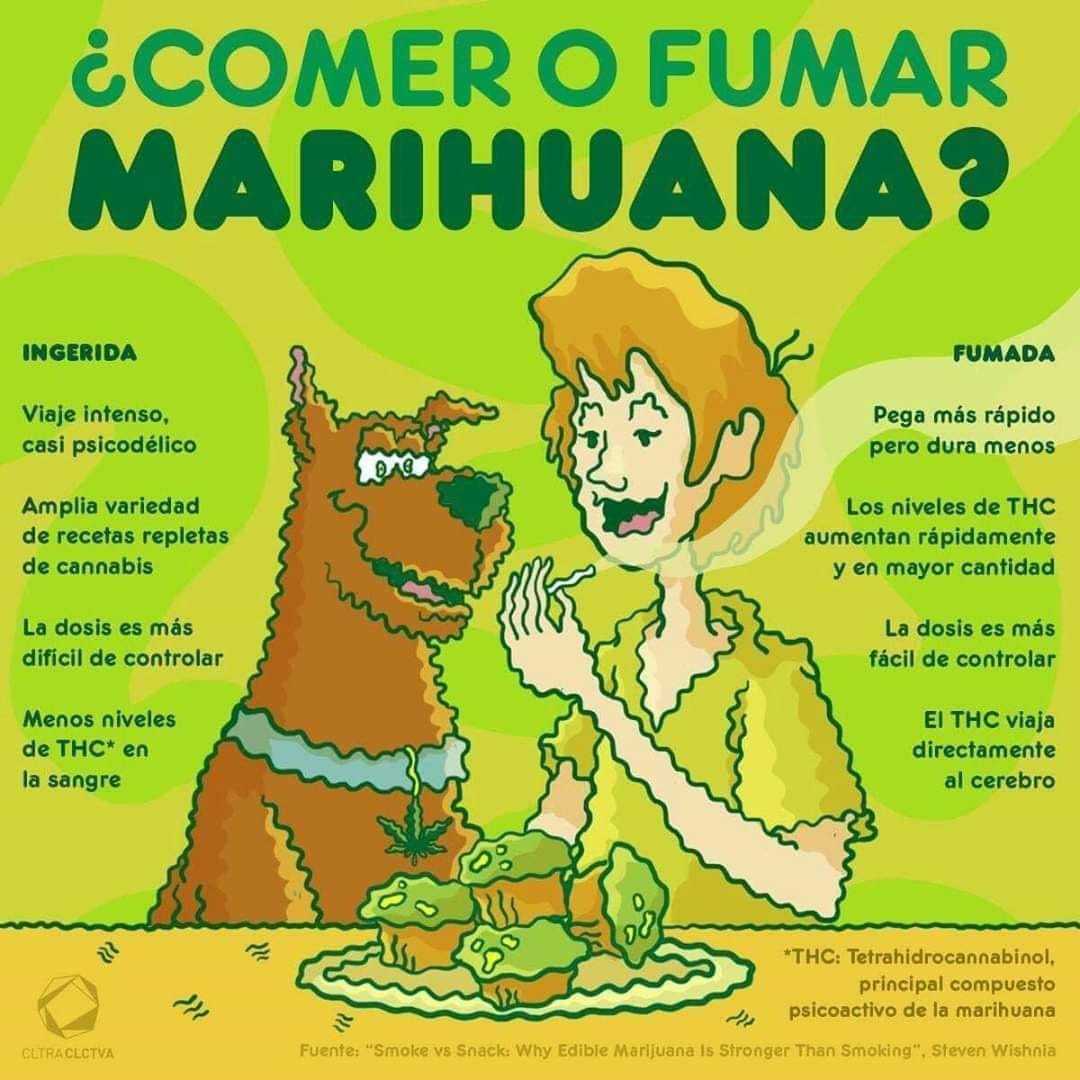 ¿COMER O FUMAR
MARIHUANA?
INGERIDA
Viaje intenso,
casi psicodélico
Amplia variedad
de recetas repletas
de cannabis
La dosis es más
difícil de controlar
Menos niveles
de THC* en
la sangre
FUMADA
Pega más rápido
pero dura menos
Los niveles de THC
aumentan rápidamente
y en mayor cantidad
La dosis es más
fácil de controlar
El THC viaja
directamente
al cerebro
*THC: Tetrahidrocannabinol,
principal compuesto
psicoactivo de la marihuana
CLTRACLCTVA
Fuente: “Smoke vs Snack: Why Edible Marijuana Is Stronger Than Smoking”, Steven Wishnia